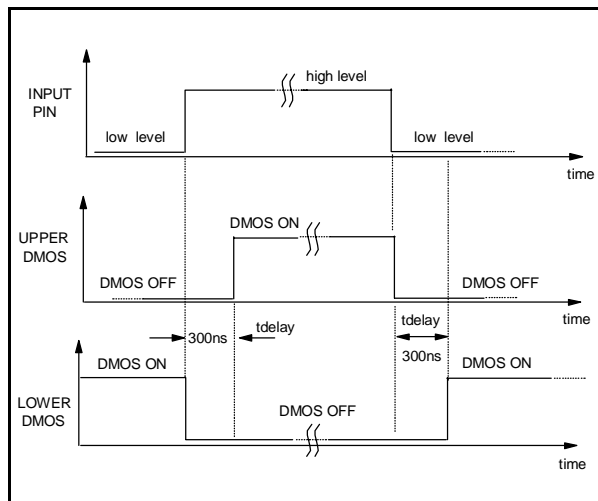 INPUT
PIN
high level
low level
low level
time
UPPER
DMOS
DMOS ON
DMOS OFF
DMOS OFF
time
300ns
tdelay
tdelay
300ns
LOWER
DMOS
DMOS ON
DMOS ON
DMOS OFF
time